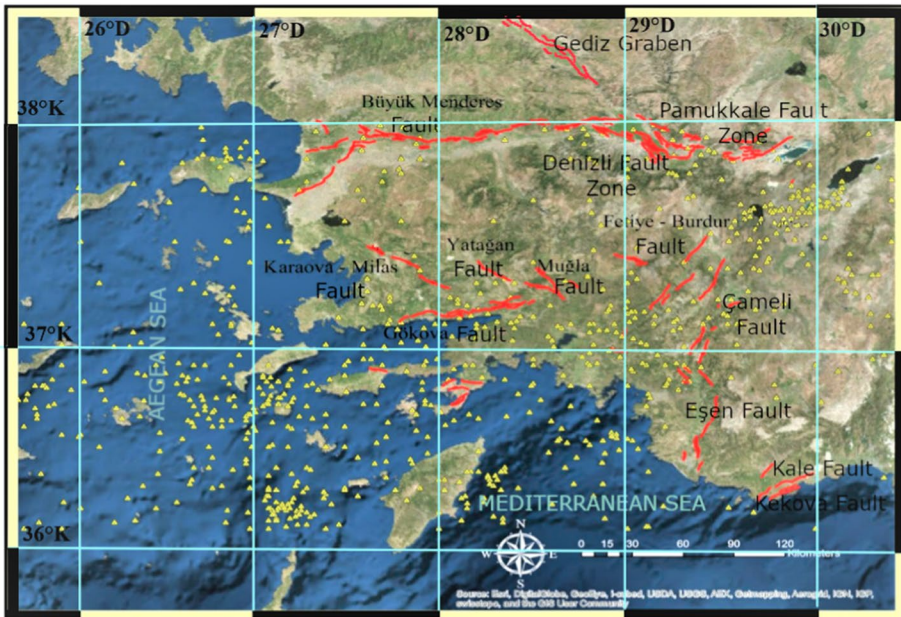 26°D
27°D
28°D
29°D
30°D
Gediz Graben
38°K
Büyük Menderes
Fault
Pamukkale Fault
Zone
Denizli Fault
Zone
Fetiye - Burdur
Fault
Yatağan
Fault
Karaova - Milas
Fault
Muğla
Fault
Çameli
Fault
AEGEAN SEA
37°K
Gökova Fault
Eşen Fault
Kale Fault
Kekova Fault
MEDITERRANEAN SEA
36°K
N
W E
S
0 15 30 60 90 120
Kilometers
Source: Esri, DigitalGlobe, GeoEye, i-cubed, USDA, USGS, AEX, Getmapping, Aerogrid, IGN, IGP,
swisstopo, and the GIS User Community